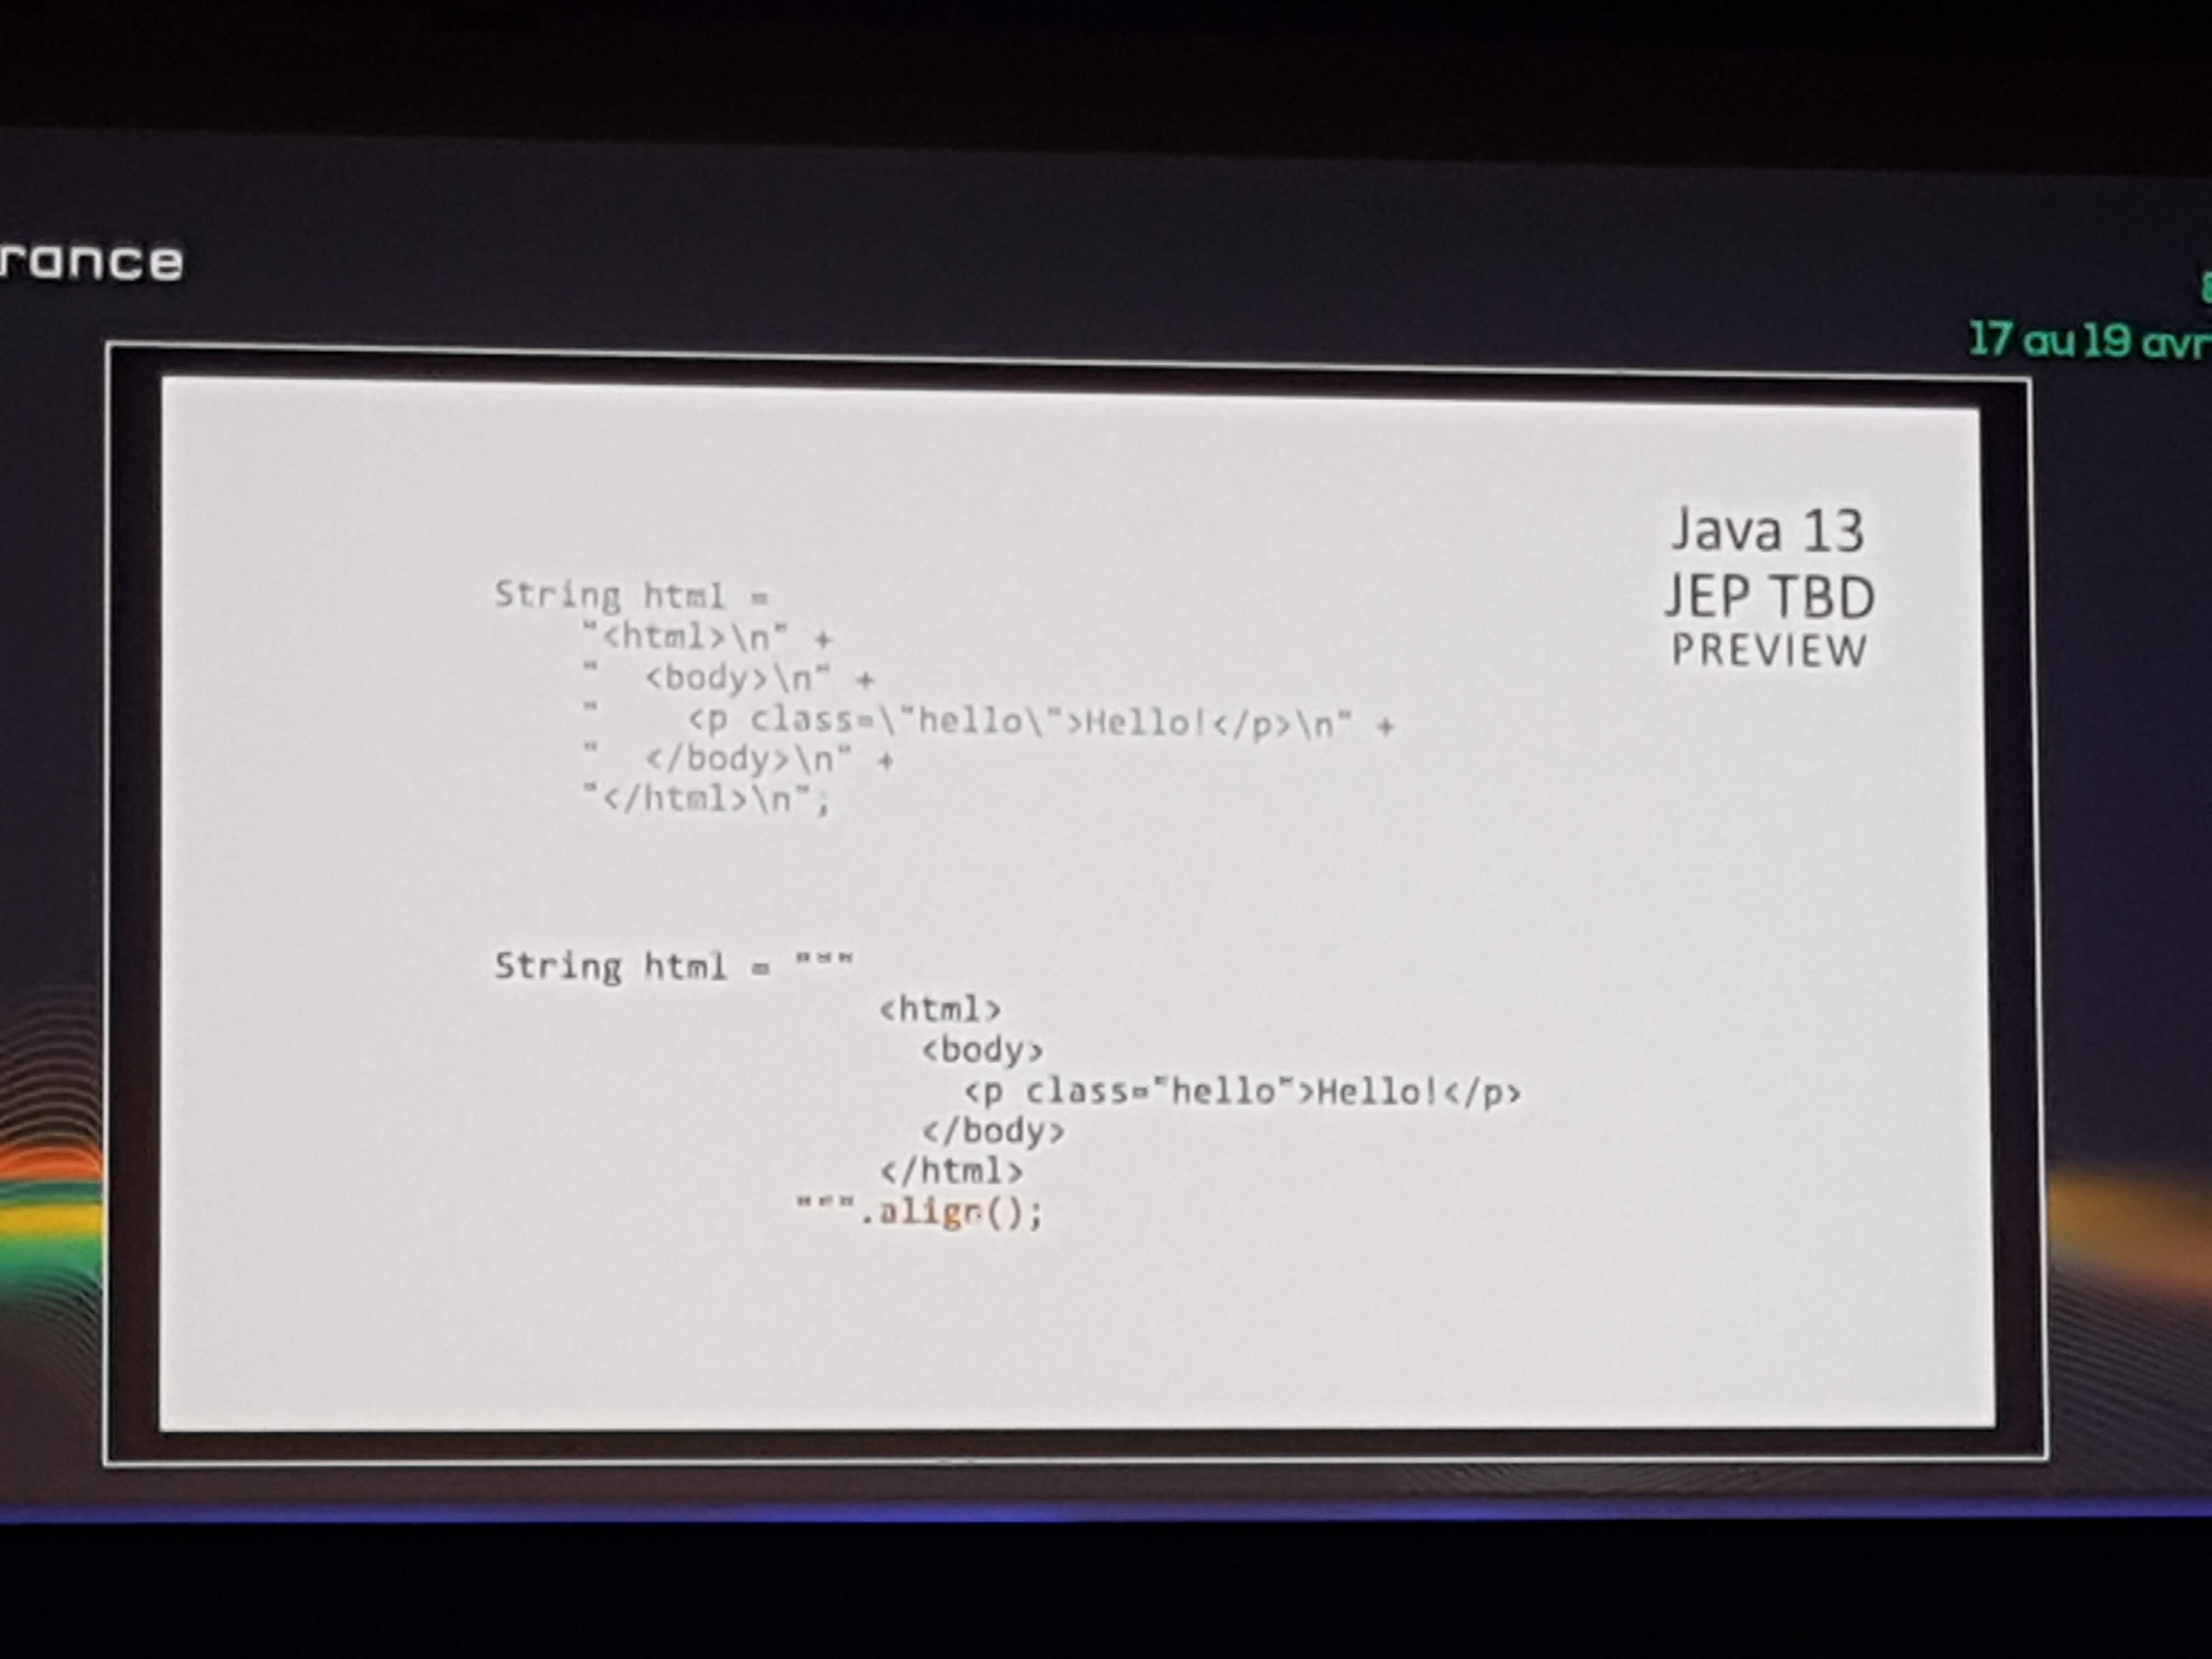 rance
17 au 19 avr
Java 13
JEP TBD
PREVIEW
String html =
    "<html>\n" +
    "  <body>\n" +
    "    <p class=\"hello\">Hello!</p>\n" +
    "  </body>\n" +
    "</html>\n";
String html = """
                  <html>
                    <body>
                      <p class="hello">Hello!</p>
                    </body>
                  </html>
              """.align();